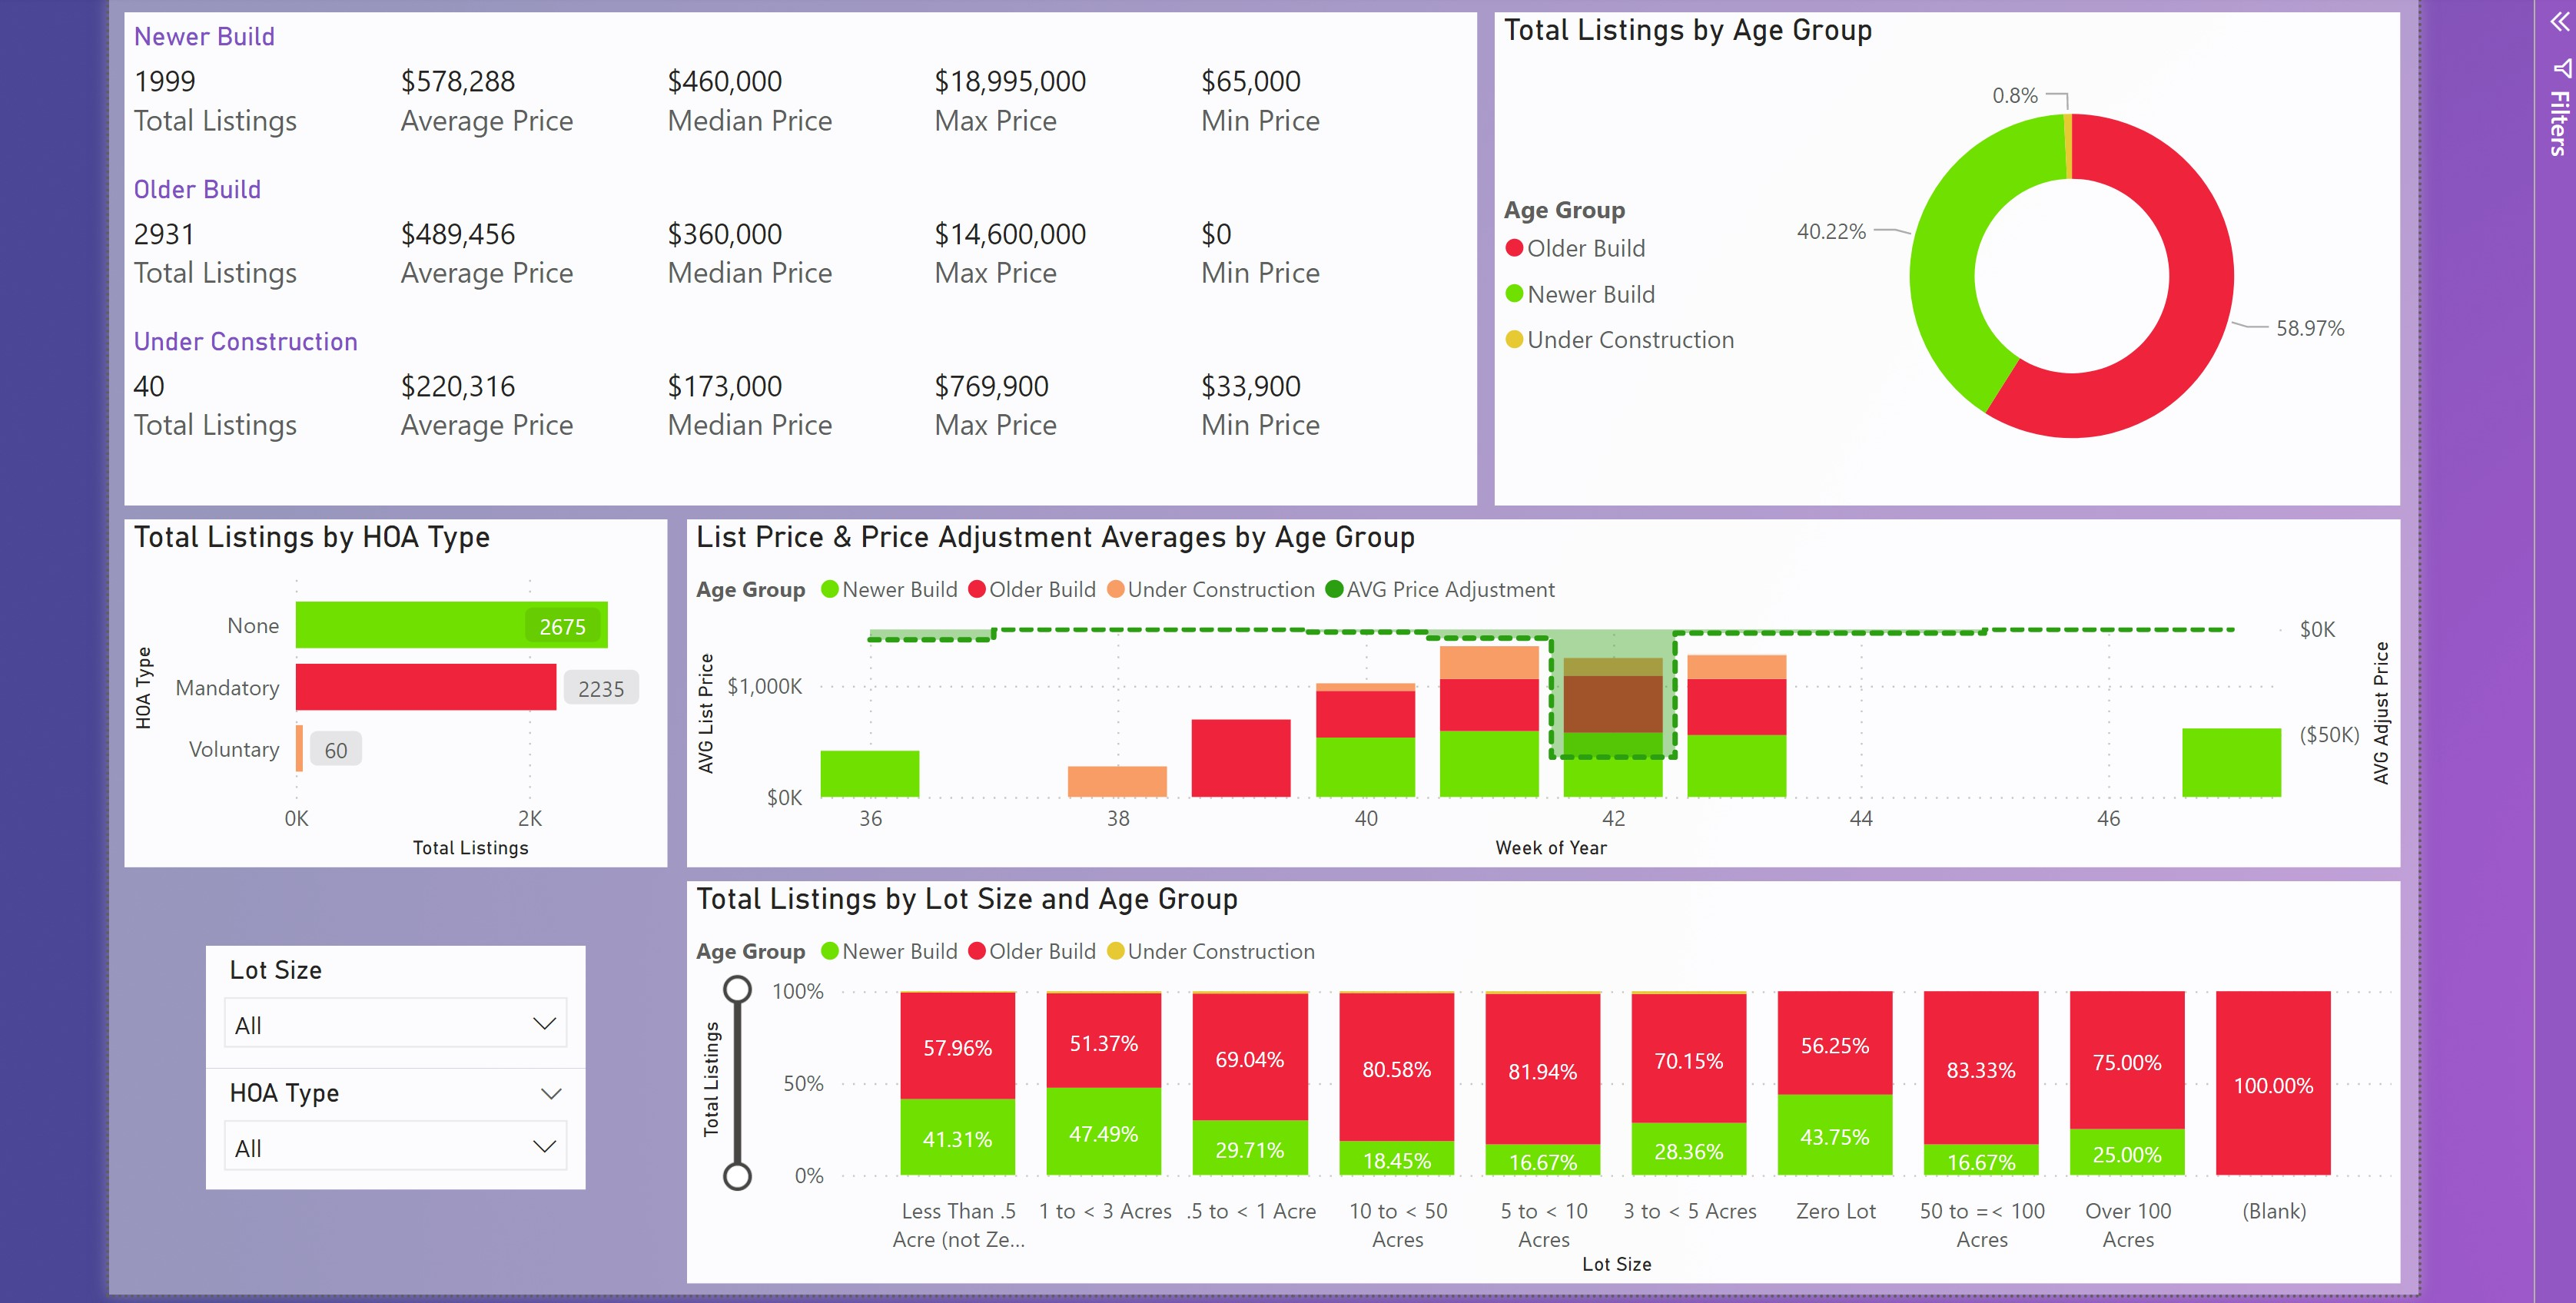 Newer Build
1999 $578,288 $460,000 $18,995,000 $65,000
Total Listings Average Price Median Price Max Price Min Price
Older Build
2931 $489,456 $360,000 $14,600,000 $0
Total Listings Average Price Median Price Max Price Min Price
Under Construction
40 $220,316 $173,000 $769,900 $33,900
Total Listings Average Price Median Price Max Price Min Price
Total Listings by Age Group
0.8%
40.22%
58.97%
Age Group
Older Build
Newer Build
Under Construction
Filters
Total Listings by HOA Type
HOA Type
None 2675
Mandatory 2235
Voluntary 60
0K 2K
Total Listings
List Price & Price Adjustment Averages by Age Group
Age Group Newer Build Older Build Under Construction AVG Price Adjustment
AVG List Price
$1,000K
$0K
$0K
($50K)
AVG Adjust Price
36 38 40 42 44 46
Week of Year
Lot Size
All
HOA Type
All
Total Listings by Lot Size and Age Group
Age Group Newer Build Older Build Under Construction
Total Listings
100%
50%
0%
57.96% 51.37% 69.04% 80.58% 81.94% 70.15% 56.25% 83.33% 75.00% 100.00%
41.31% 47.49% 29.71% 18.45% 16.67% 28.36% 43.75% 16.67% 25.00%
Less Than .5 1 to < 3 Acres .5 to < 1 Acre 10 to < 50 5 to < 10 3 to < 5 Acres Zero Lot 50 to =< 100 Over 100 (Blank)
Acre (not Ze... Acres Acres Acres Acres
Lot Size